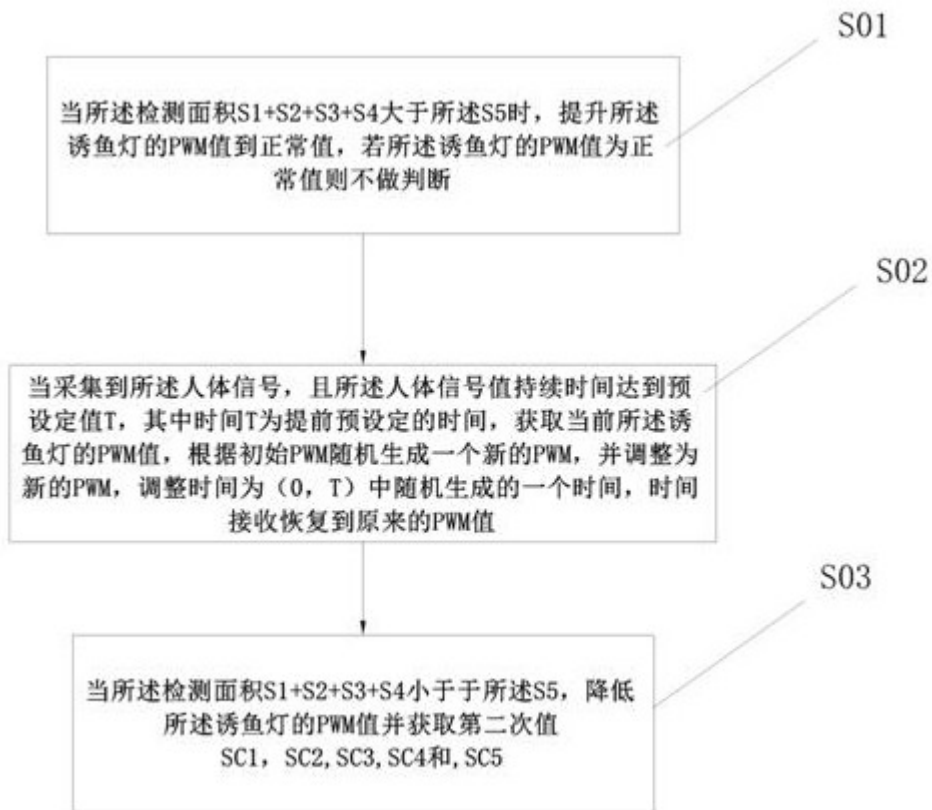 S01
当所述检测面积S1+S2+S3+S4大于所述S5时，提升所述
诱鱼灯的PWM值到正常值，若所述诱鱼灯的PWM值为正
常值则不做判断
S02
当采集到所述人体信号，且所述人体信号值持续时间达到预
设定值T，其中时间T为提前预设定的时间，获取当前所述诱
鱼灯的PWM值，根据初始PWM随机生成一个新的PWM，并调整为
新的PWM，调整时间为（0，T）中随机生成的一个时间，时间
接收恢复到原来的PWM值
S03
当所述检测面积S1+S2+S3+S4小于于所述S5，降低
所述诱鱼灯的PWM值并获取第二次值
SC1，SC2,SC3,SC4和,SC5